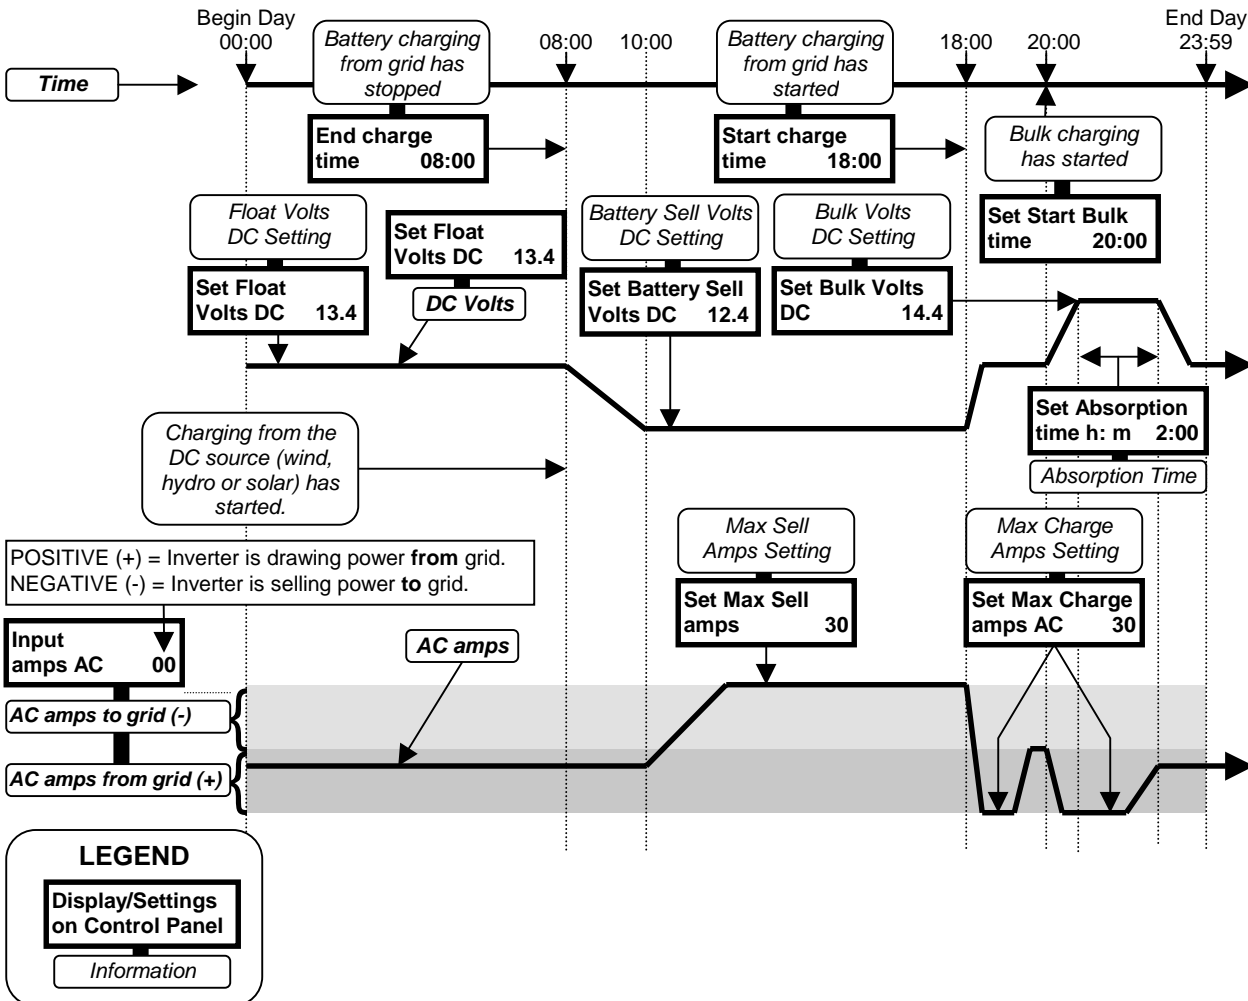 Begin Day
00:00
08:00
10:00
18:00
20:00
End Day
23:59
Time
Battery charging
from grid has
stopped
End charge
time 08:00
Battery charging
from grid has
started
Start charge
time 18:00
Bulk charging
has started
Set Start Bulk
time 20:00
Float Volts
DC Setting
Set Float
Volts DC 13.4
Set Float
Volts DC 13.4
DC Volts
Battery Sell Volts
DC Setting
Set Battery Sell
Volts DC 12.4
Bulk Volts
DC Setting
Set Bulk Volts
DC 14.4
Set Absorption
time h: m 2:00
Absorption Time
Charging from the
DC source (wind,
hydro or solar) has
started.
POSITIVE (+) = Inverter is drawing power from grid.
NEGATIVE (-) = Inverter is selling power to grid.
Input
amps AC 00
AC amps
Max Sell
Amps Setting
Set Max Sell
amps 30
Max Charge
Amps Setting
Set Max Charge
amps AC 30
AC amps to grid (-)
AC amps from grid (+)
LEGEND
Display/Settings
on Control Panel
Information